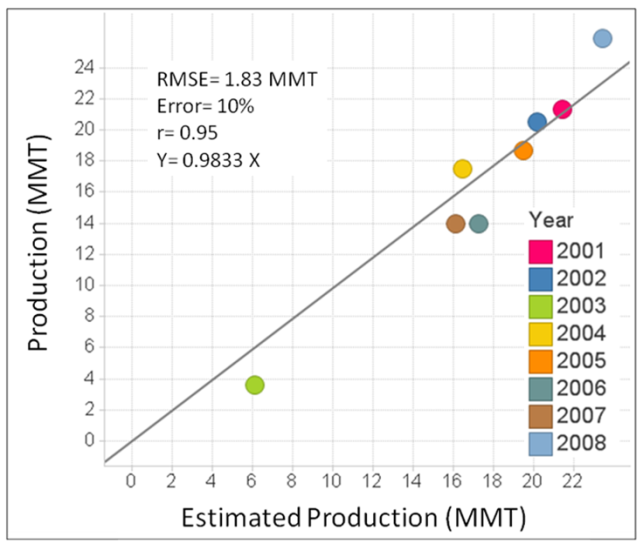 RMSE= 1.83 MMT
Error= 10%
r= 0.95
Y= 0.9833 X
Production (MMT)
24
22
20
18
16
14
12
10
8
6
4
2
0
Year
2001
2002
2003
2004
2005
2006
2007
2008
0 2 4 6 8 10 12 14 16 18 20 22
Estimated Production (MMT)